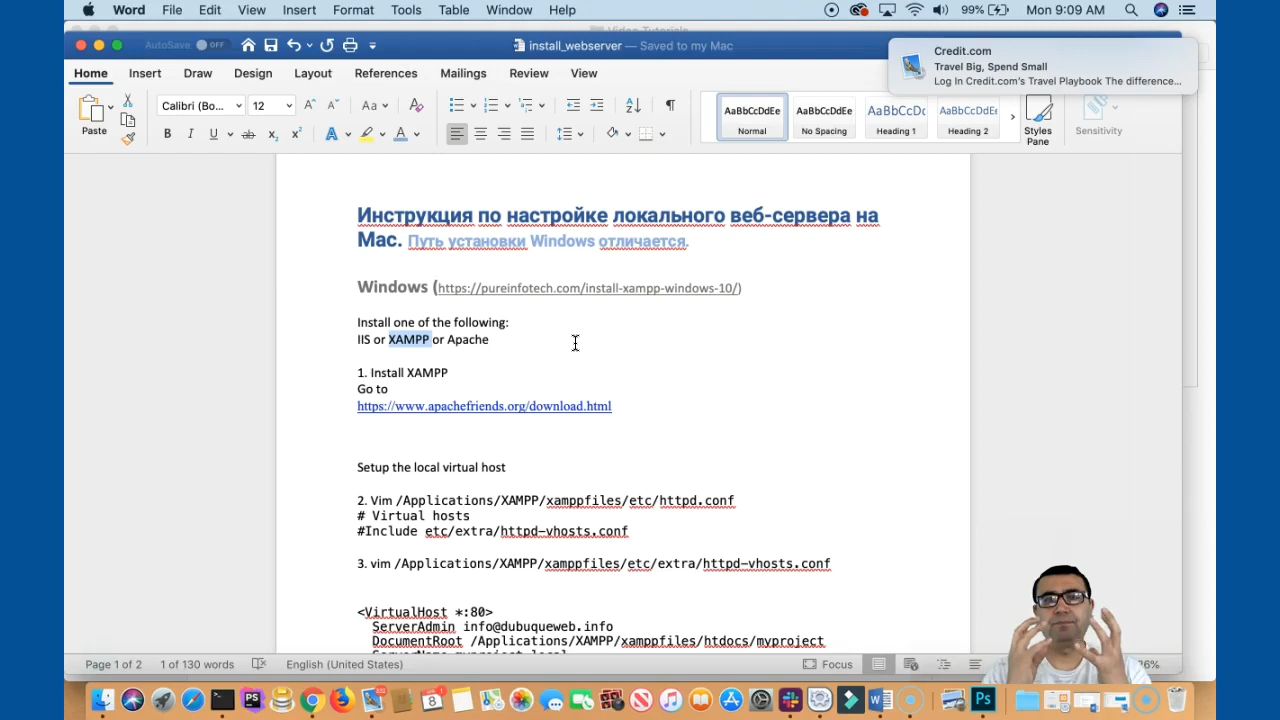 Word File Edit View Insert Format Tools Table Window Help 99% Mon 9:09 AM
AutoSave OFF install_webserver — Saved to my Mac
Credit.com
Travel Big, Spend Small
Log In Credit.com's Travel Playbook The difference...
Home Insert Draw Design Layout References Mailings Review View
Paste
Calibri (Bo... 12
AaBbCcDdEe
Normal
AaBbCcDdEe
No Spacing
AaBbCcDc
Heading 1
AaBbCcDdEe
Heading 2
Styles
Pane
Sensitivity
Инструкция по настройке локального веб-сервера на
Mac. Путь установки Windows отличается.
Windows (https://pureinfotech.com/install-xampp-windows-10/)
Install one of the following:
IIS or XAMPP or Apache
1. Install XAMPP
Go to
https://www.apachefriends.org/download.html
Setup the local virtual host
2. Vim /Applications/XAMPP/xamppfiles/etc/httpd.conf
# Virtual hosts
#Include etc/extra/httpd-vhosts.conf
3. vim /Applications/XAMPP/xamppfiles/etc/extra/httpd-vhosts.conf
<VirtualHost *:80>
ServerAdmin info@dubuqueweb.info
DocumentRoot /Applications/XAMPP/xamppfiles/htdocs/myproject
Page 1 of 2 1 of 130 words English (United States) Focus